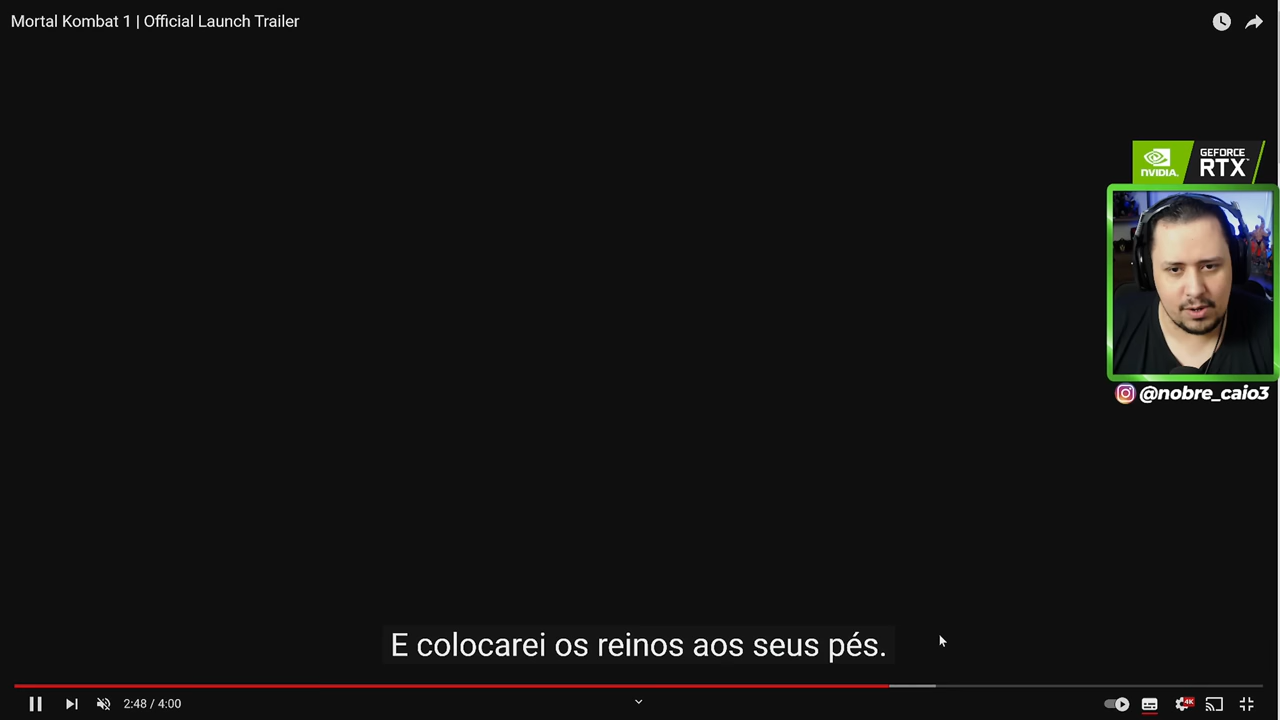 Mortal Kombat 1 | Official Launch Trailer
NVIDIA.
GEFORCE
RTX
@nobre_caio3
E colocarei os reinos aos seus pés.
2:48 / 4:00
4K